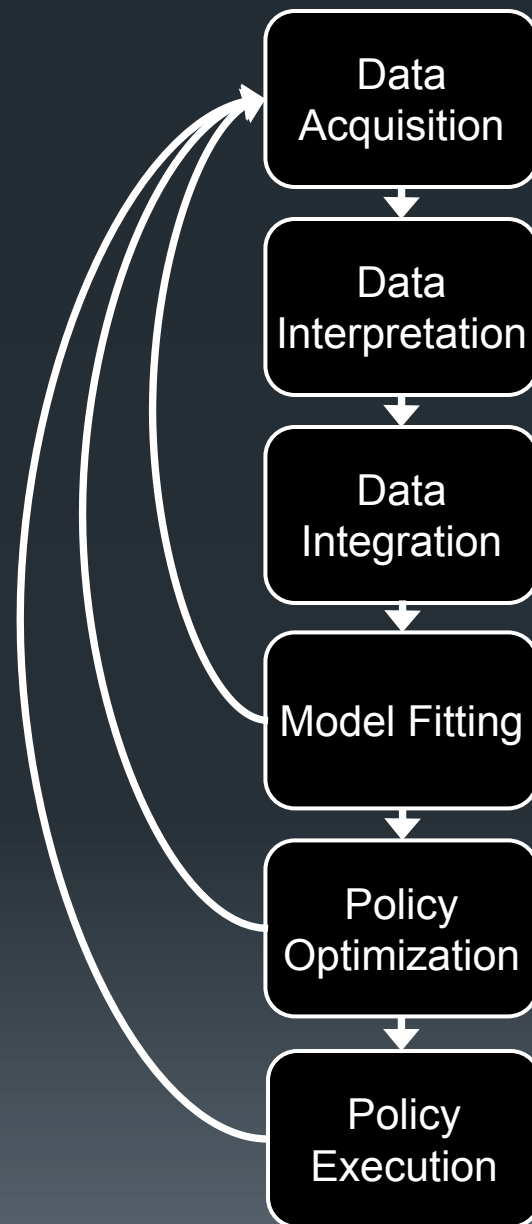 Data
Acquisition
Data
Interpretation
Data
Integration
Model Fitting
Policy
Optimization
Policy
Execution